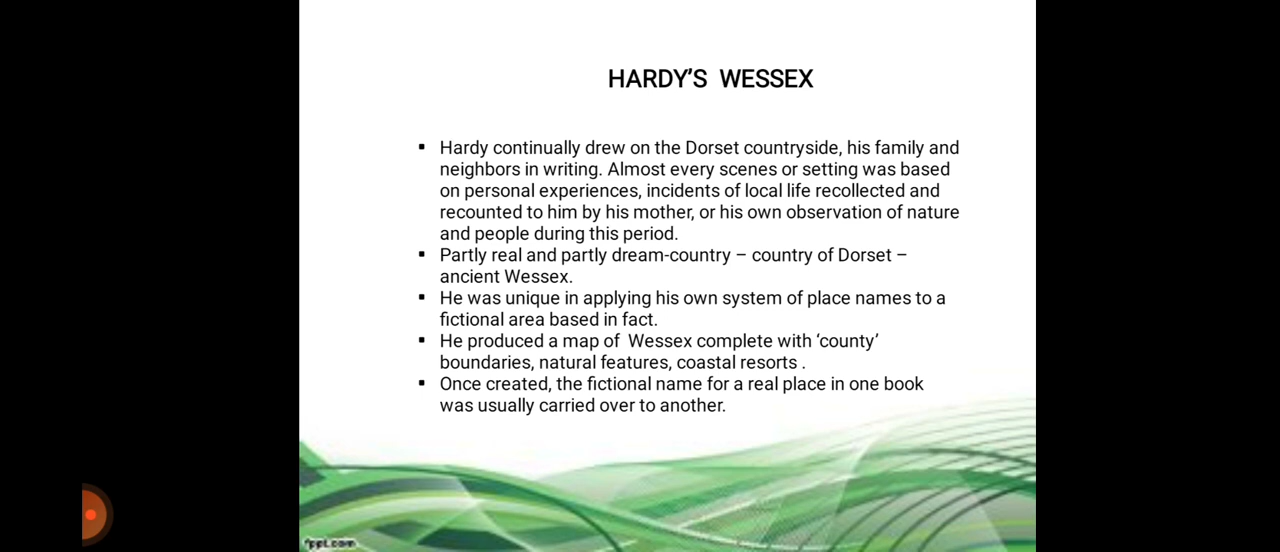 HARDY’S  WESSEX
▪ Hardy continually drew on the Dorset countryside, his family and
neighbors in writing. Almost every scenes or setting was based
on personal experiences, incidents of local life recollected and
recounted to him by his mother, or his own observation of nature
and people during this period.
▪ Partly real and partly dream-country – country of Dorset –
ancient Wessex.
▪ He was unique in applying his own system of place names to a
fictional area based in fact.
▪ He produced a map of  Wessex complete with ‘county’
boundaries, natural features, coastal resorts .
▪ Once created, the fictional name for a real place in one book
was usually carried over to another.
fppt.com